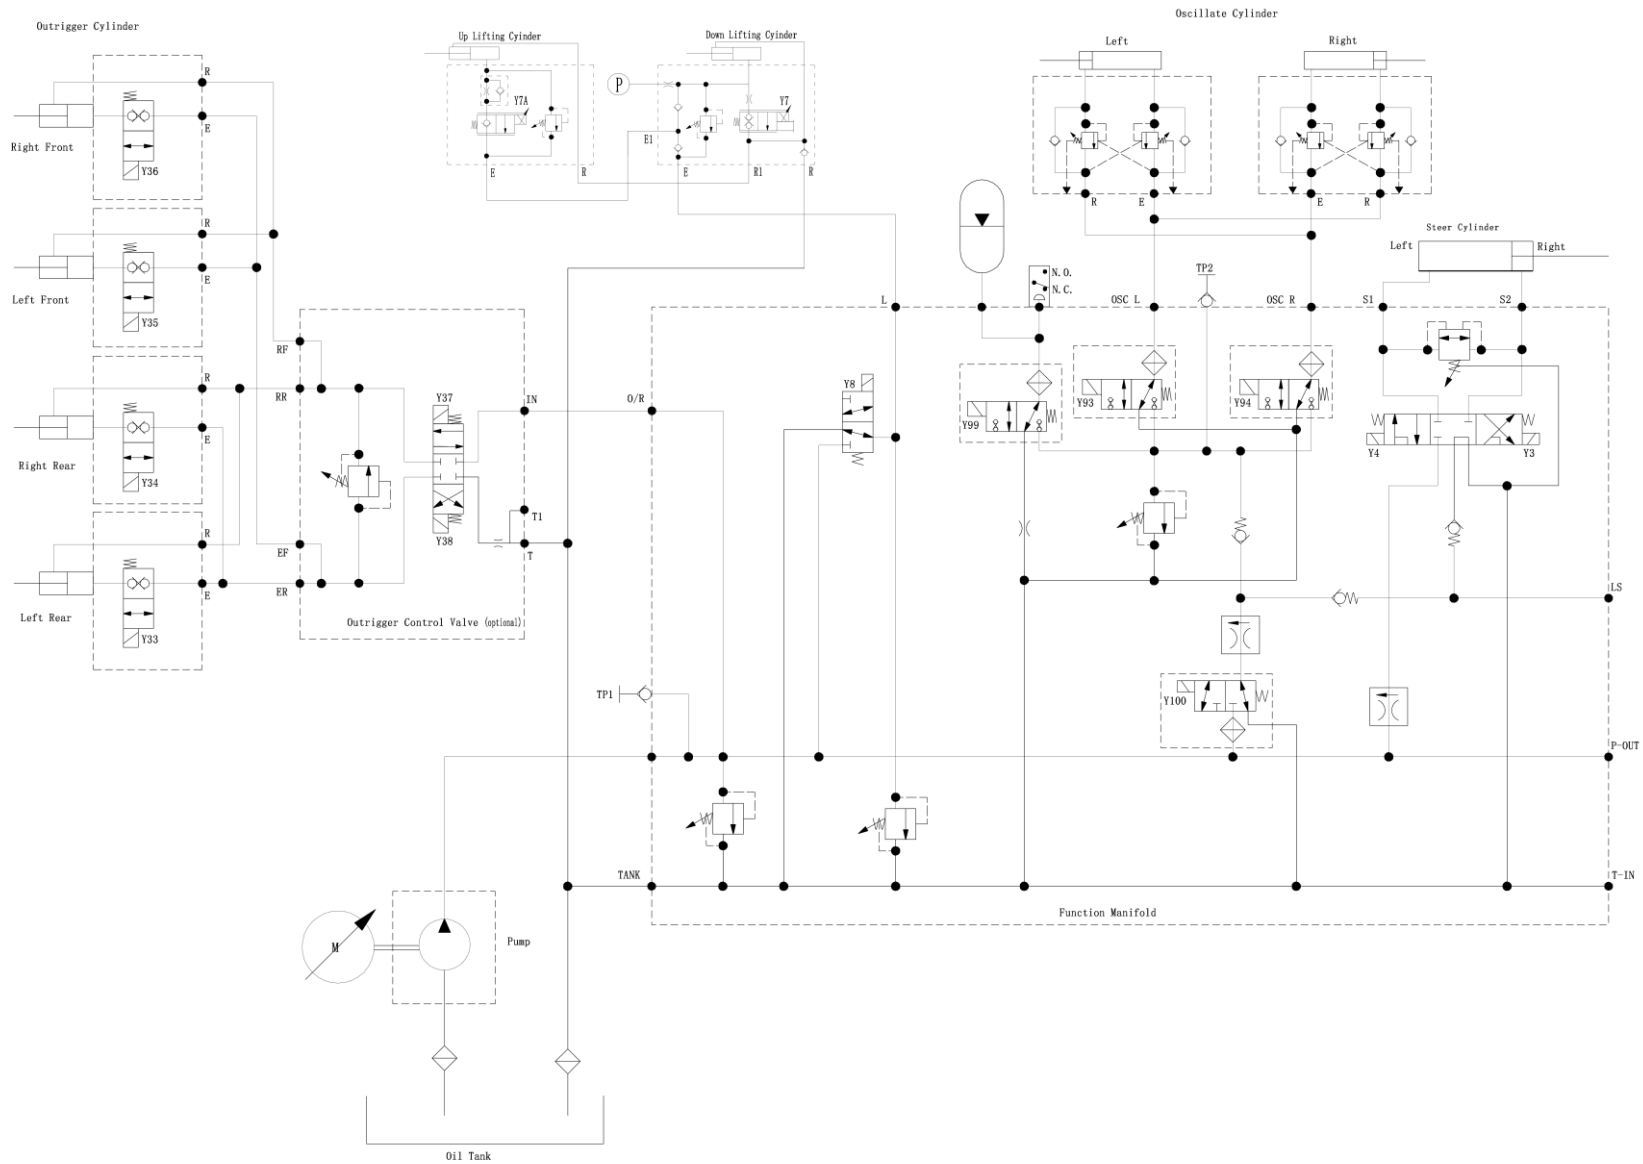 Oscillate Cylinder
Outrigger Cylinder
Up Lifting Cyinder
Down Lifting Cyinder
Left
Right
R
E
Y36
Right Front
P
Y7A
Y7
E1
E
R
E
R1
R
R
E
E
R
R
E
Y35
Left Front
Steer Cylinder
Left
Right
N.O.
N.C.
TP2
L
OSC L
OSC R
S1
S2
RF
RR
R
E
Y34
Right Rear
Y37
IN
O/R
Y8
Y99
Y93
Y94
Y4
Y3
Y38
T1
T
R
E
Y33
Left Rear
EF
ER
Outrigger Control Valve (optional)
LS
TP1
Y100
P-OUT
TANK
T-IN
Function Manifold
M
Pump
Oil Tank